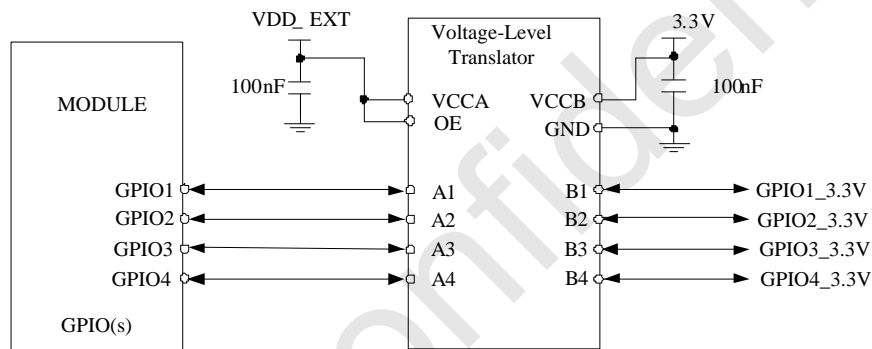 VDD_EXT
Voltage-Level
Translator
3.3V
100nF
100nF
MODULE
VCCA
VCCB
OE
GND
GPIO1
A1
B1
GPIO1_3.3V
GPIO2
A2
B2
GPIO2_3.3V
GPIO3
A3
B3
GPIO3_3.3V
GPIO4
A4
B4
GPIO4_3.3V
GPIO(s)
onfiden